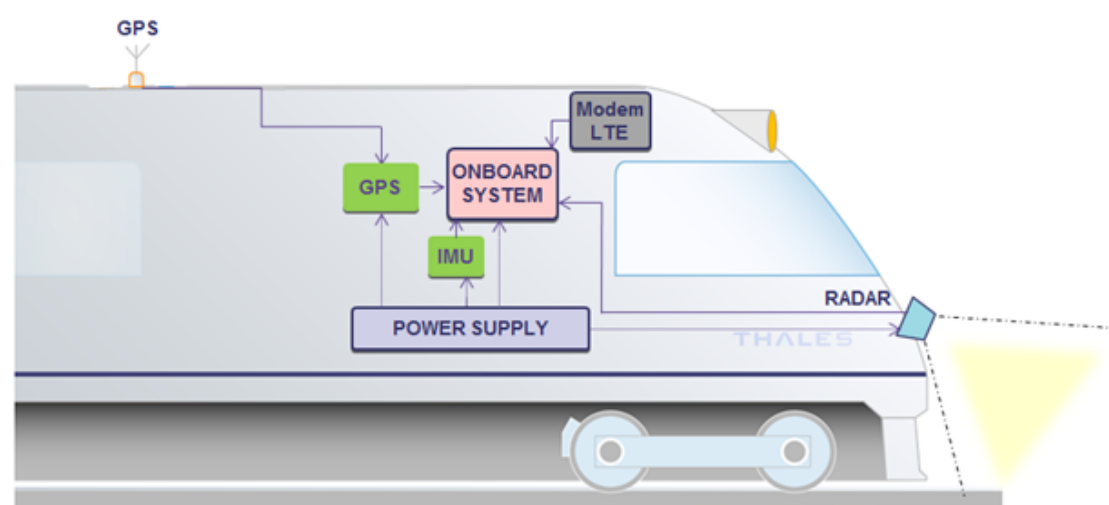 GPS
Modem
LTE
GPS
ONBOARD
SYSTEM
IMU
RADAR
POWER SUPPLY
THALES